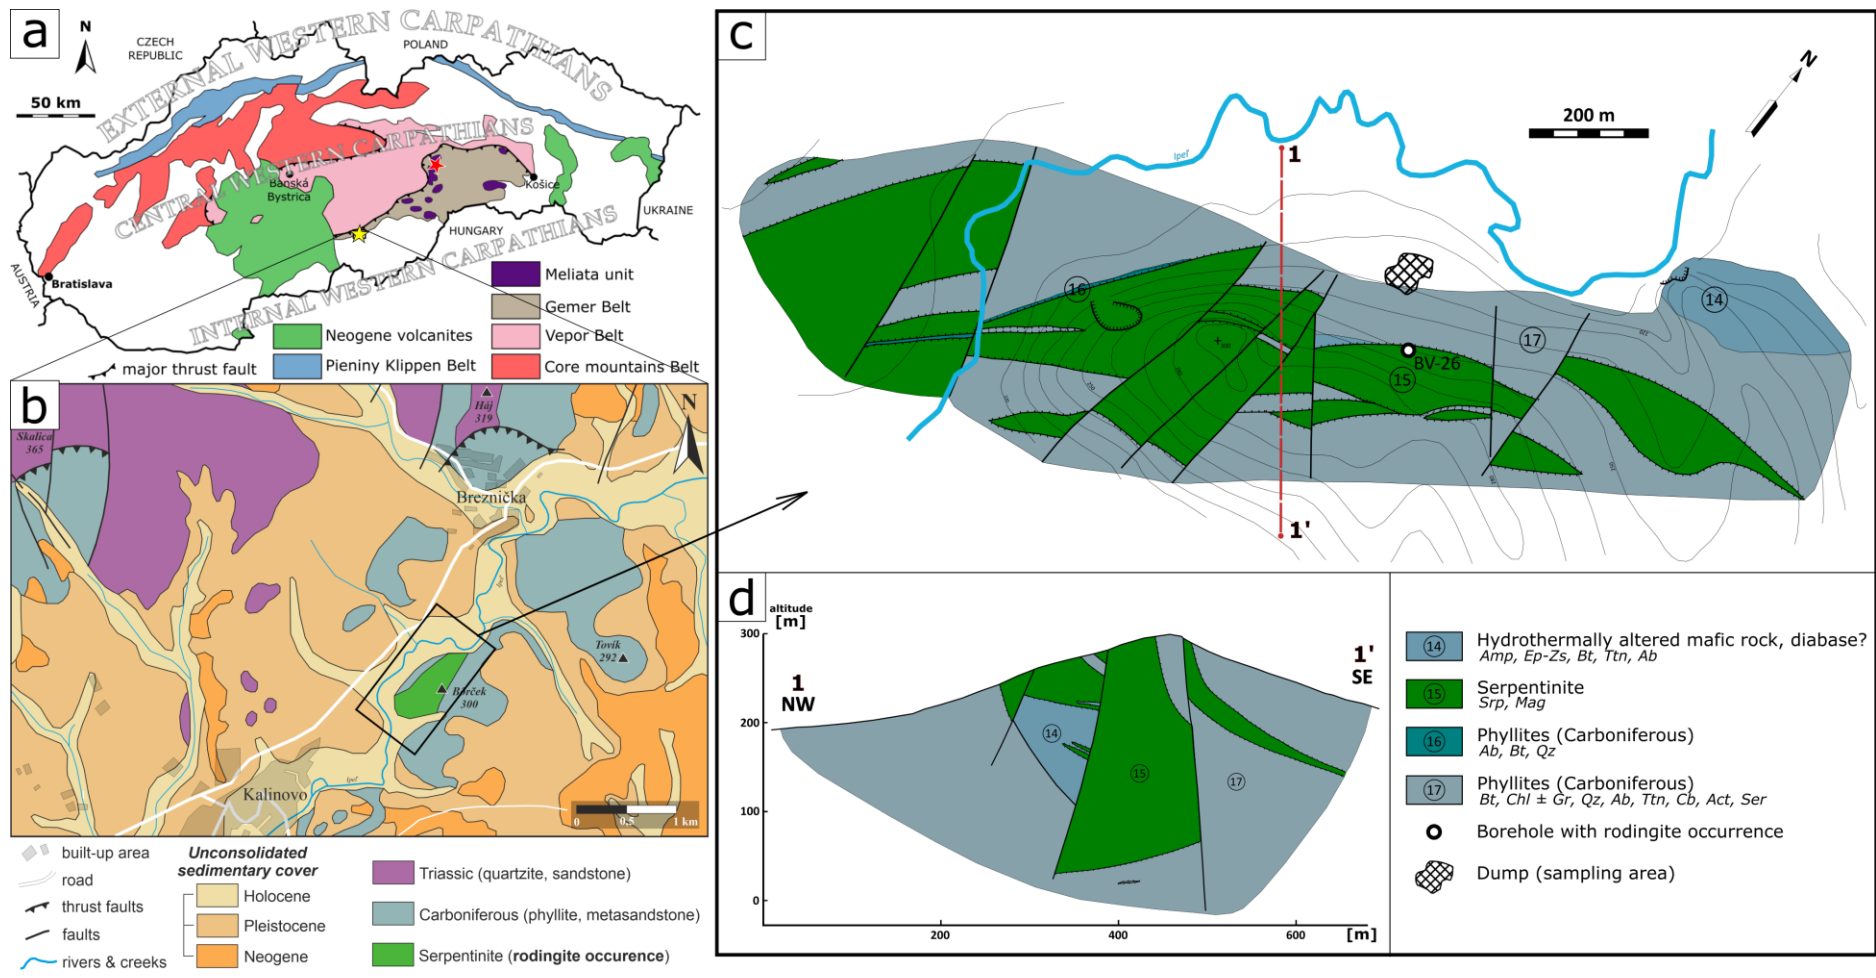 a
N
CZECH
REPUBLIC
POLAND
EXTERNAL WESTERN CARPATHIANS
50 km
CENTRAL WESTERN CARPATHIANS
Banská
Bystrica
Košice
UKRAINE
HUNGARY
INTERNAL WESTERN CARPATHIANS
AUSTRIA
Bratislava
Meliata unit
Gemer Belt
Neogene volcanites
Vepor Belt
major thrust fault
Pieniny Klippen Belt
Core mountains Belt
b
N
Skalica
365
Háj
319
Breznička
Ipeľ
Tovík
292
Borček
300
Ipeľ
Kalinovo
0
0.5
1 km
built-up area
road
thrust faults
faults
rivers & creeks
Unconsolidated
sedimentary cover
Holocene
Pleistocene
Neogene
Triassic (quartzite, sandstone)
Carboniferous (phyllite, metasandstone)
Serpentinite (rodingite occurence)
c
N
200 m
Ipeľ
1
16
14
17
BV-26
15
1'
d
altitude
[m]
300
200
100
0
1
NW
1'
SE
14
15
17
200
400
600
[m]
14 Hydrothermally altered mafic rock, diabase?
Amp, Ep-Zs, Bt, Ttn, Ab
15 Serpentinite
Srp, Mag
16 Phyllites (Carboniferous)
Ab, Bt, Qz
17 Phyllites (Carboniferous)
Bt, Chl ± Gr, Qz, Ab, Ttn, Cb, Act, Ser
Borehole with rodingite occurrence
Dump (sampling area)